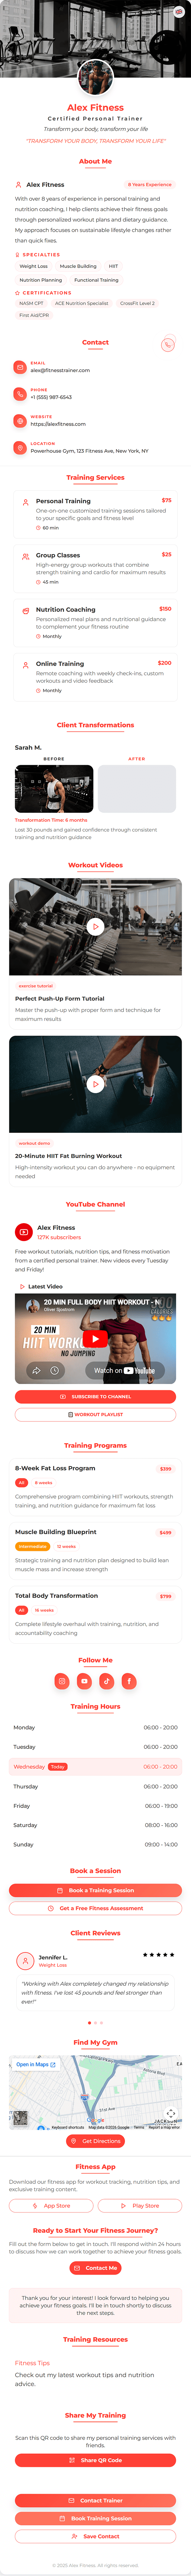 Alex Fitness
Certified Personal Trainer
Transform your body, transform your life
"TRANSFORM YOUR BODY, TRANSFORM YOUR LIFE"
About Me
Alex Fitness
8 Years Experience
With over 8 years of experience in personal training and
nutrition coaching, I help clients achieve their fitness goals
through personalized workout plans and dietary guidance.
My approach focuses on sustainable lifestyle changes rather
than quick fixes.
SPECIALTIES
Weight Loss
Muscle Building
HIIT
Nutrition Planning
Functional Training
CERTIFICATIONS
NASM CPT
ACE Nutrition Specialist
CrossFit Level 2
First Aid/CPR
Contact
EMAIL
alex@fitnesstrainer.com
PHONE
+1 (555) 987-6543
WEBSITE
https://alexfitness.com
LOCATION
Powerhouse Gym, 123 Fitness Ave, New York, NY
Training Services
Personal Training
$75
One-on-one customized training sessions tailored
to your specific goals and fitness level!
60 min
Group Classes
$25
High-energy group workouts that combine
strength training and cardio for maximum results
45 min
Nutrition Coaching
$150
Personalized meal plans and nutritional guidance
to complement your fitness routine
Monthly
Online Training
$200
Remote coaching with weekly check-ins, custom
workouts and video feedback
Monthly
Client Transformations
Sarah M.
BEFORE
AFTER
Transformation Time: 6 months
Lost 30 pounds and gained confidence through consistent
training and nutrition guidance
Workout Videos
exercise tutorial
Perfect Push-Up Form Tutorial
Master the push-up with proper form and technique for
maximum results
workout demo
20-Minute HIIT Fat Burning Workout
High-intensity workout you can do anywhere - no equipment
needed
YouTube Channel
Alex Fitness
127K subscribers
Free workout tutorials, nutrition tips, and fitness motivation
from a certified personal trainer. New videos every Tuesday
and Friday!
Latest Video
20 MIN FULL BODY HIIT WORKOUT - N
Oliver Sjostrom
20 MIN
HIIT WORKOUT
NO JUMPING
Watch on YouTube
SUBSCRIBE TO CHANNEL
WORKOUT PLAYLIST
Training Programs
8-Week Fat Loss Program
$399
All
8 weeks
Comprehensive program combining HIIT workouts, strength
training, and nutrition guidance for maximum fat loss
Muscle Building Blueprint
$499
Intermediate
12 weeks
Strategic training and nutrition plan designed to build lean
muscle mass and increase strength
Total Body Transformation
$799
All
16 weeks
Complete lifestyle overhaul with training, nutrition, and
accountability coaching
Follow Me
Training Hours
Monday
06:00 - 20:00
Tuesday
06:00 - 20:00
Wednesday
Today
06:00 - 20:00
Thursday
06:00 - 20:00
Friday
06:00 - 19:00
Saturday
08:00 - 16:00
Sunday
09:00 - 14:00
Book a Session
Book a Training Session
Get a Free Fitness Assessment
Client Reviews
Jennifer L.
Weight Loss
"Working with Alex completely changed my relationship
with fitness. I've lost 45 pounds and feel stronger than
ever!"
Find My Gym
Open in Maps
Google
Keyboard shortcuts
Map data ©2025 Google
Terms
Report a map error
Get Directions
Fitness App
Download our fitness app for workout tracking, nutrition tips, and
exclusive training content.
App Store
Play Store
Ready to Start Your Fitness Journey?
Fill out the form below to get in touch. I'll respond within 24 hours
to discuss how we can work together to achieve your fitness goals.
Contact Me
Thank you for your interest! I look forward to helping you
achieve your fitness goals. I'll be in touch shortly to discuss
the next steps.
Training Resources
Fitness Tips
Check out my latest workout tips and nutrition
advice.
Share My Training
Scan this QR code to share my personal training services with
friends.
Share QR Code
Contact Trainer
Book Training Session
Save Contact
© 2025 Alex Fitness. All rights reserved.